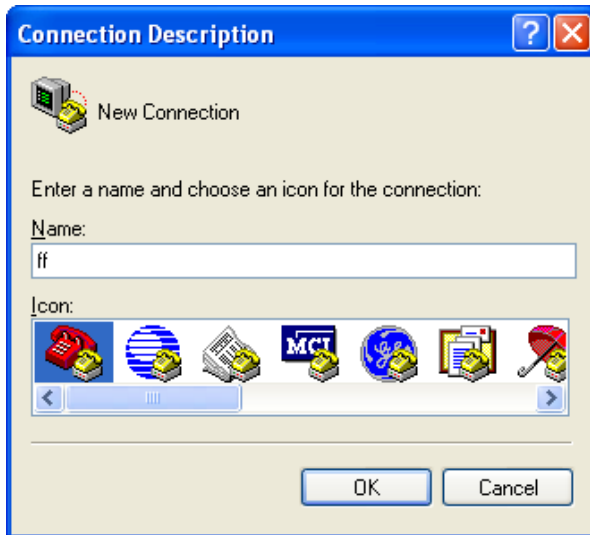 Connection Description
New Connection
Enter a name and choose an icon for the connection:
Name:
ff
Icon:
MCI
OK Cancel